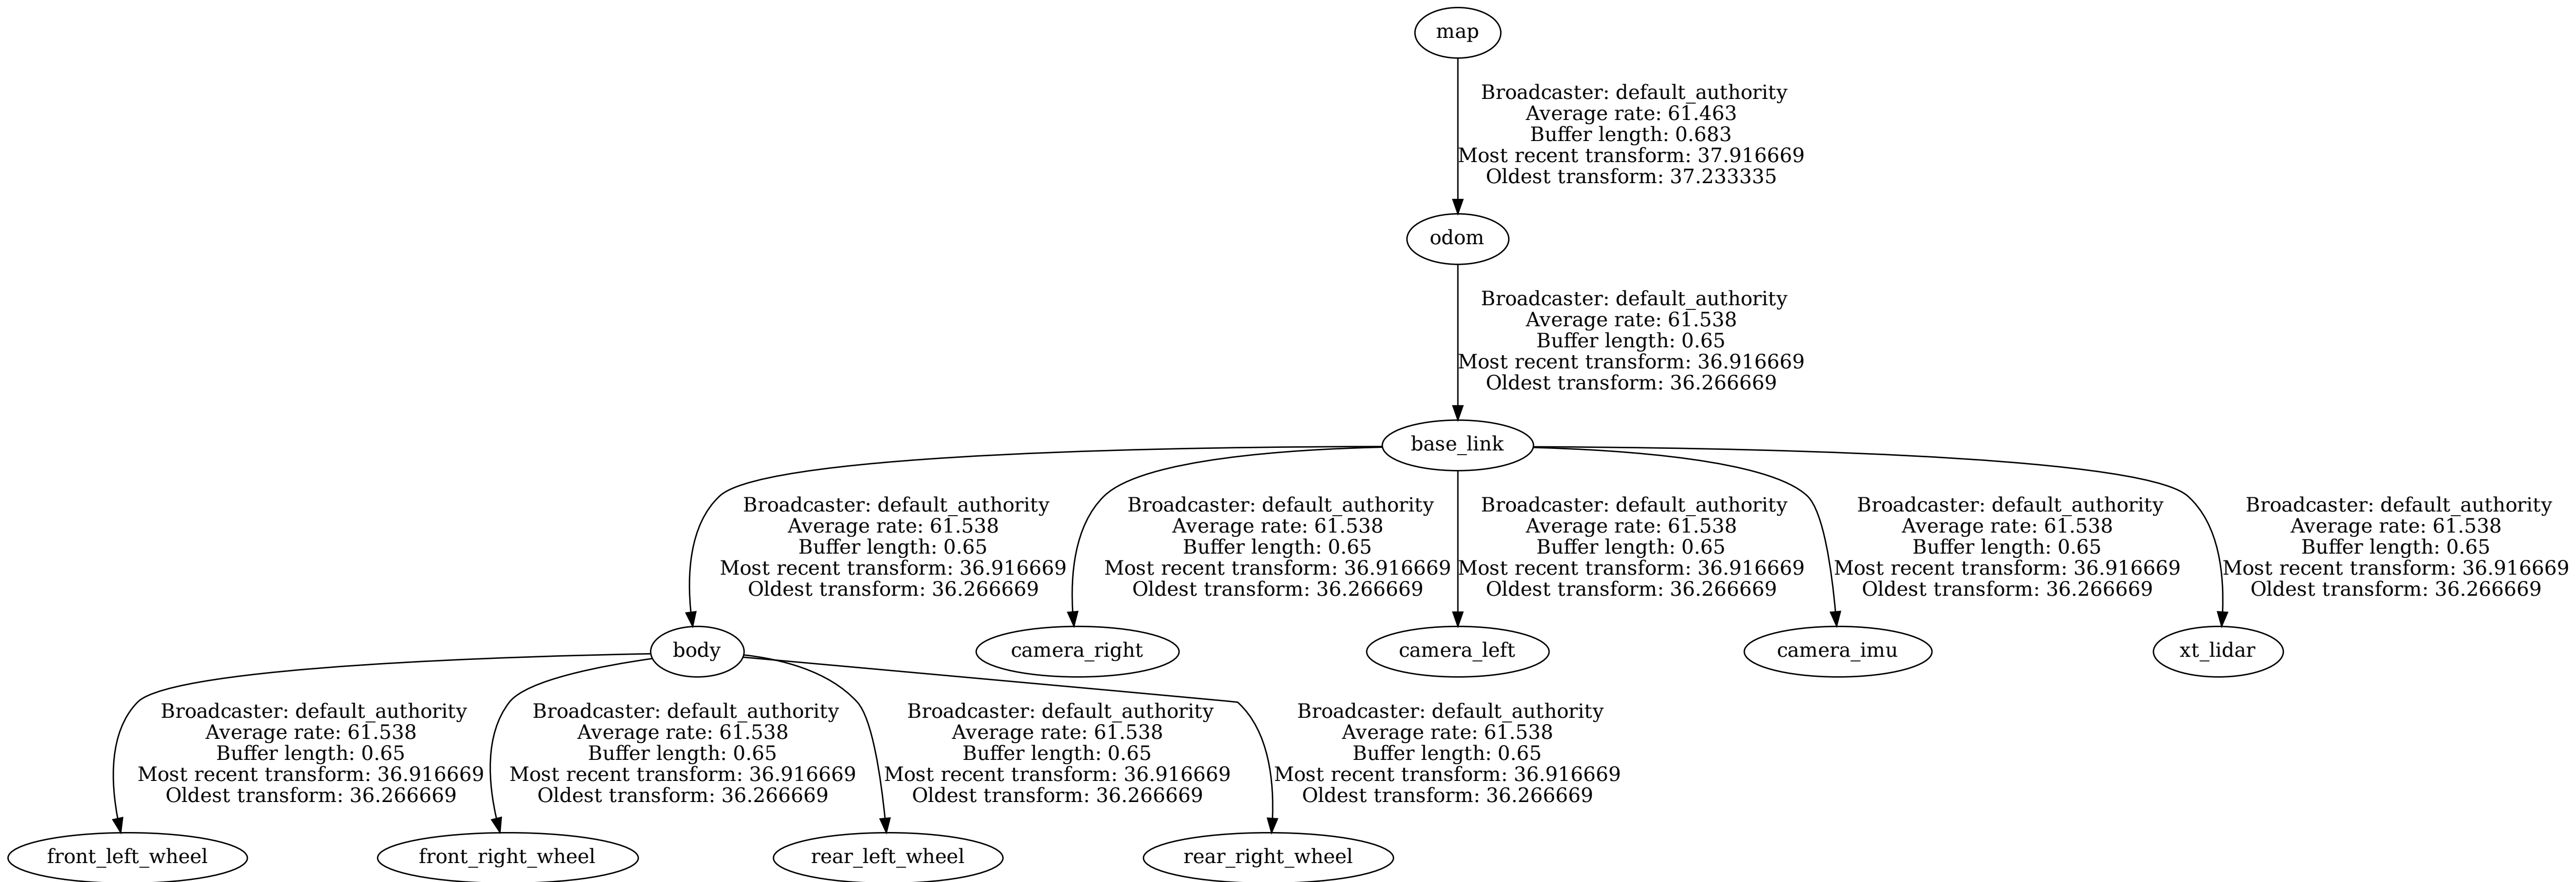 map
Broadcaster: default_authority
Average rate: 61.463
Buffer length: 0.683
Most recent transform: 37.916669
Oldest transform: 37.233335
odom
Broadcaster: default_authority
Average rate: 61.538
Buffer length: 0.65
Most recent transform: 36.916669
Oldest transform: 36.266669
base_link
Broadcaster: default_authority
Average rate: 61.538
Buffer length: 0.65
Most recent transform: 36.916669
Oldest transform: 36.266669
Broadcaster: default_authority
Average rate: 61.538
Buffer length: 0.65
Most recent transform: 36.916669
Oldest transform: 36.266669
Broadcaster: default_authority
Average rate: 61.538
Buffer length: 0.65
Most recent transform: 36.916669
Oldest transform: 36.266669
Broadcaster: default_authority
Average rate: 61.538
Buffer length: 0.65
Most recent transform: 36.916669
Oldest transform: 36.266669
Broadcaster: default_authority
Average rate: 61.538
Buffer length: 0.65
Most recent transform: 36.916669
Oldest transform: 36.266669
body
camera_right
camera_left
camera_imu
xt_lidar
Broadcaster: default_authority
Average rate: 61.538
Buffer length: 0.65
Most recent transform: 36.916669
Oldest transform: 36.266669
Broadcaster: default_authority
Average rate: 61.538
Buffer length: 0.65
Most recent transform: 36.916669
Oldest transform: 36.266669
Broadcaster: default_authority
Average rate: 61.538
Buffer length: 0.65
Most recent transform: 36.916669
Oldest transform: 36.266669
Broadcaster: default_authority
Average rate: 61.538
Buffer length: 0.65
Most recent transform: 36.916669
Oldest transform: 36.266669
front_left_wheel
front_right_wheel
rear_left_wheel
rear_right_wheel